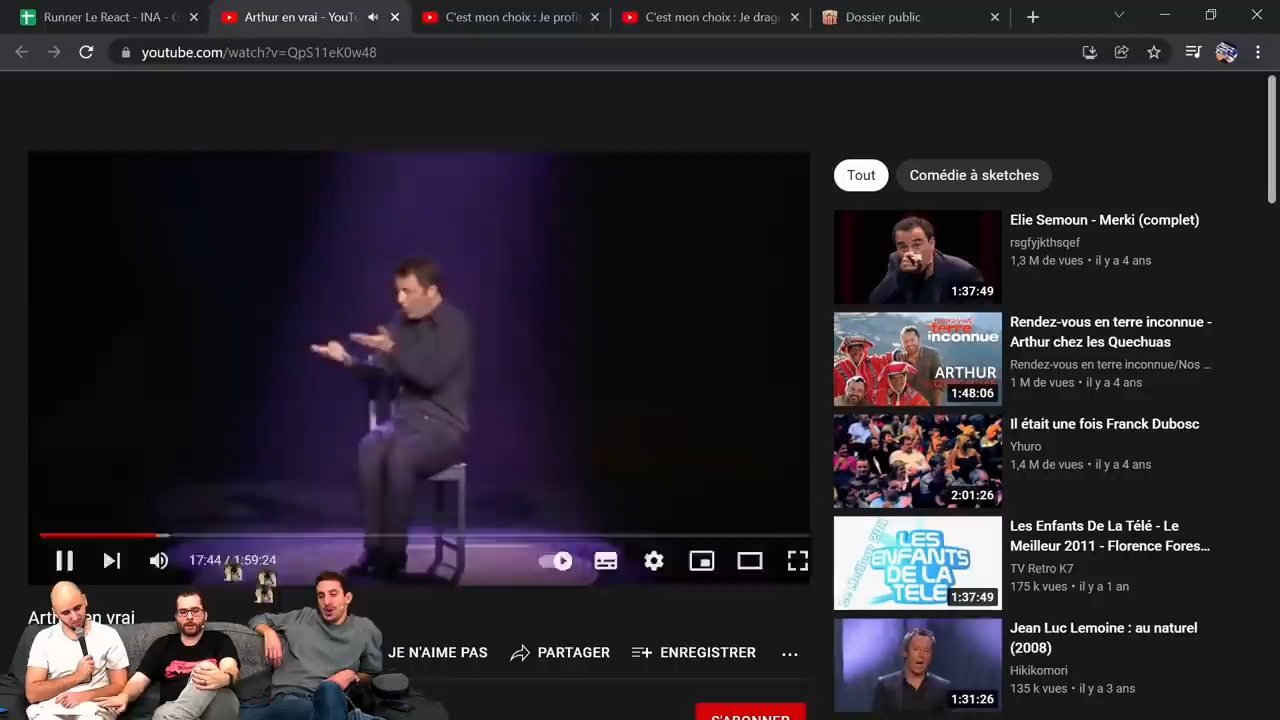 Runner Le React - INA - G
Arthur en vrai - YouTu
C'est mon choix : Je profi
C'est mon choix : Je drag
Dossier public
youtube.com/watch?v=QpS11eK0w48
Tout
Comédie à sketches
Elie Semoun - Merki (complet)
rsgfyjkthsqef
1,3 M de vues • il y a 4 ans
1:37:49
terre
inconnue
ARTHUR
1:48:06
Rendez-vous en terre inconnue -
Arthur chez les Quechuas
Rendez-vous en terre inconnue/Nos ...
1 M de vues • il y a 4 ans
Il était une fois Franck Dubosc
Yhuro
1,4 M de vues • il y a 4 ans
2:01:26
LES
ENFANTS
DE LA
TELE
1:37:49
Les Enfants De La Télé - Le
Meilleur 2011 - Florence Fores...
TV Retro K7
175 k vues • il y a 1 an
Jean Luc Lemoine : au naturel
(2008)
Hikikomori
135 k vues • il y a 3 ans
1:31:26
17:44 / 1:59:24
Arthur en vrai
JE N'AIME PAS
PARTAGER
ENREGISTRER
S'ABONNER